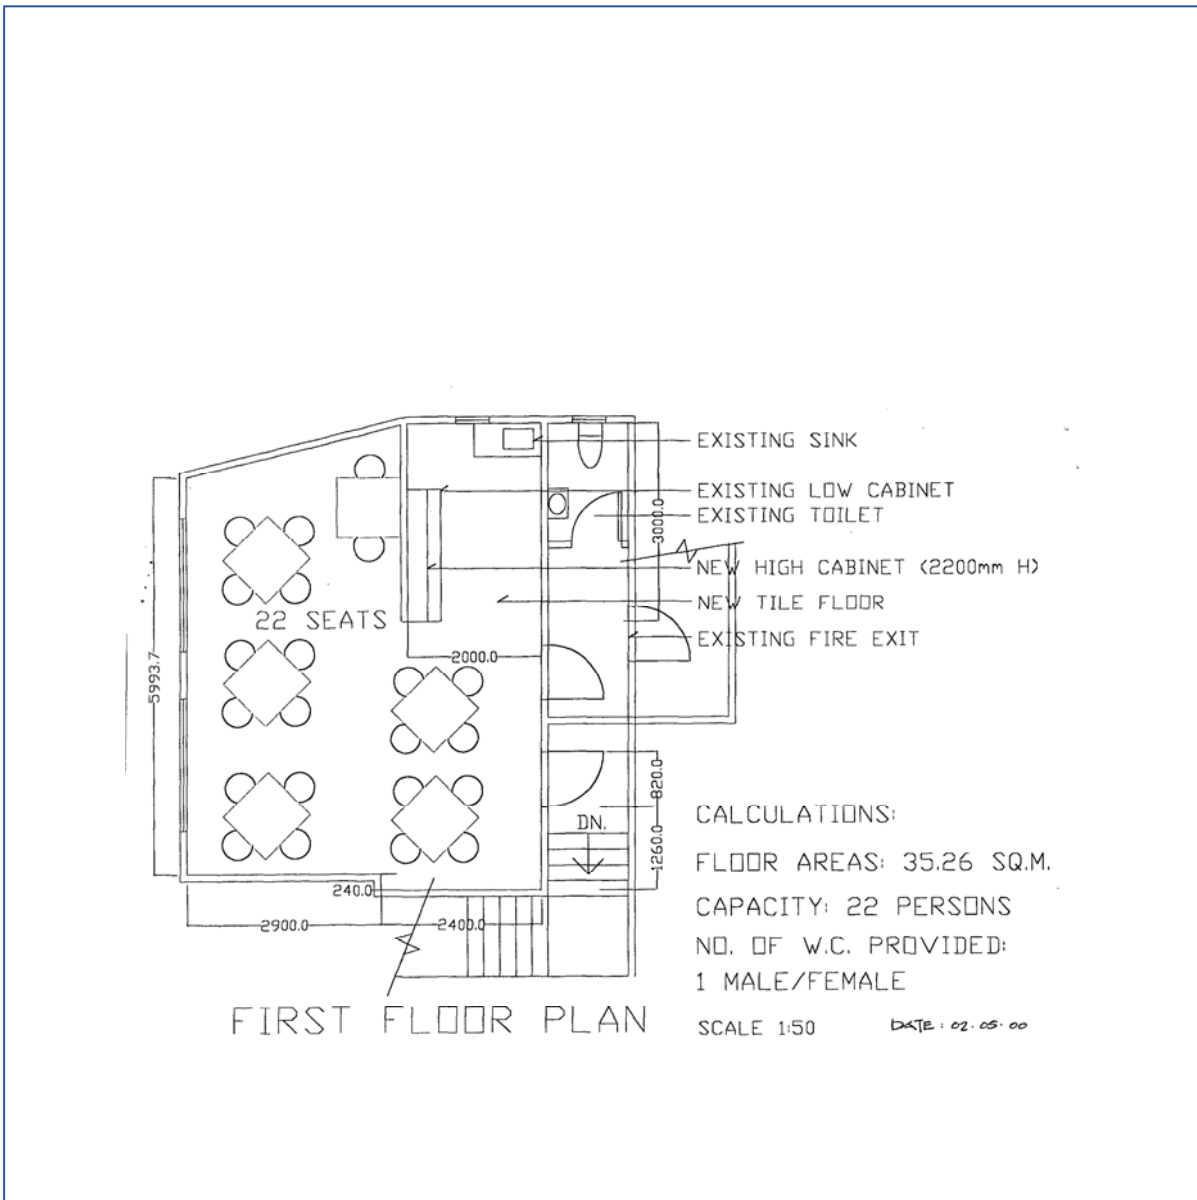 EXISTING SINK
EXISTING LOW CABINET
EXISTING TOILET
3000.0
NEW HIGH CABINET (2200mm H)
NEW TILE FLOOR
22 SEATS
EXISTING FIRE EXIT
2000.0
5993.7
820.0
DN.
1260.0
240.0
2900.0
2400.0
CALCULATIONS:
FLOOR AREAS: 35.26 SQ.M.
CAPACITY: 22 PERSONS
NO. OF W.C. PROVIDED:
1 MALE/FEMALE
FIRST FLOOR PLAN
SCALE 1:50
DATE: 02.05.00